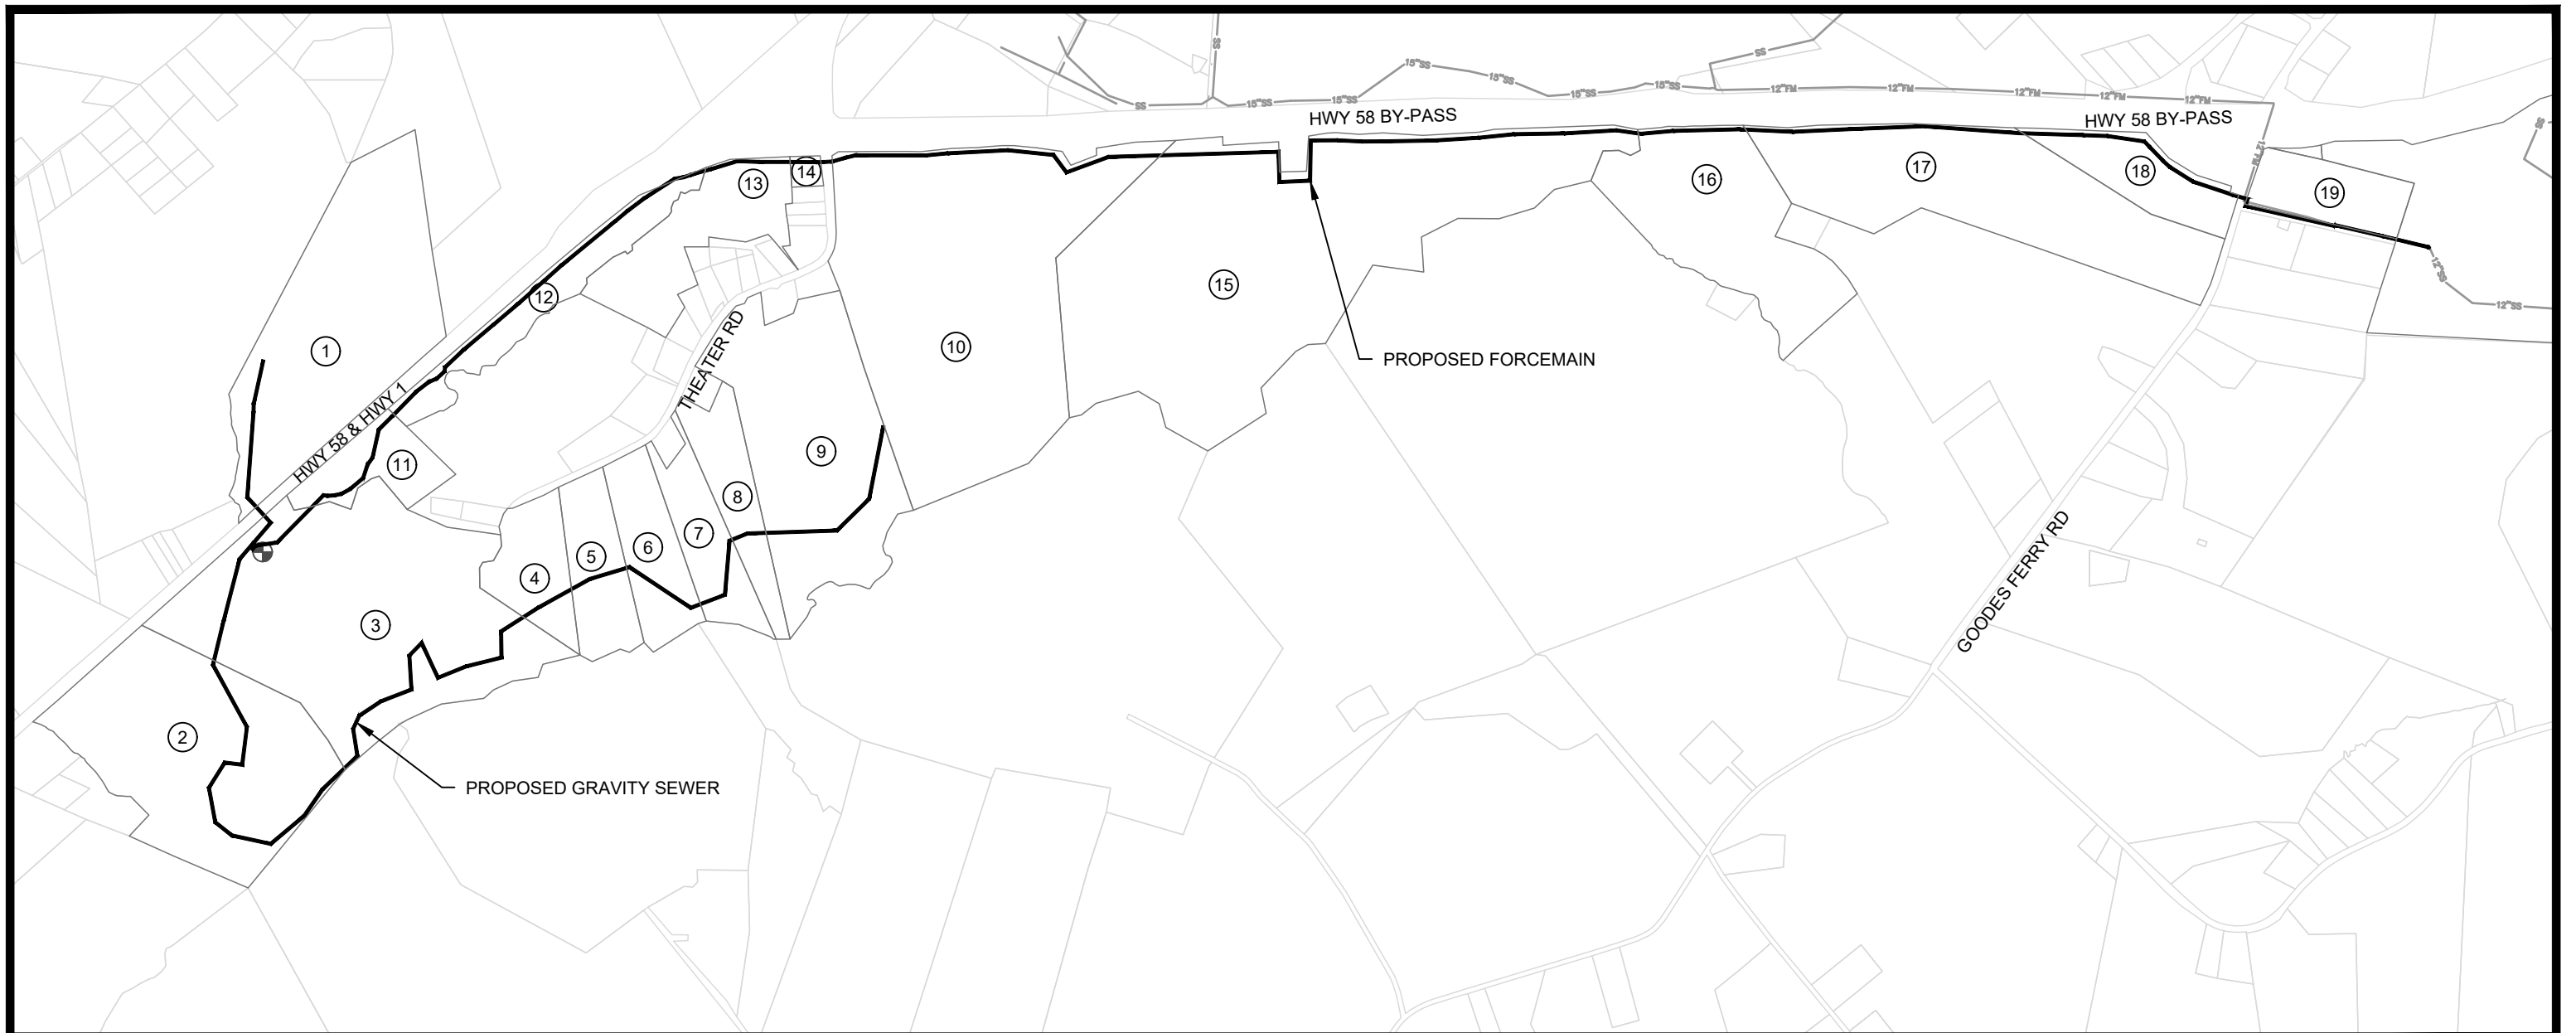 SS
15"SS
SS
SS
15"SS
15"SS
15"SS
15"SS
15"SS
12"FM
12"FM
12"FM
12"FM
12"FM
HWY 58 BY-PASS
HWY 58 BY-PASS
SS
12"FM
14
13
16
17
18
19
12
15
12"SS
12"SS
1
10
PROPOSED FORCEMAIN
THEATER RD
HWY 58 & HWY 1
11
9
8
7
6
5
4
3
GOODES FERRY RD
2
PROPOSED GRAVITY SEWER